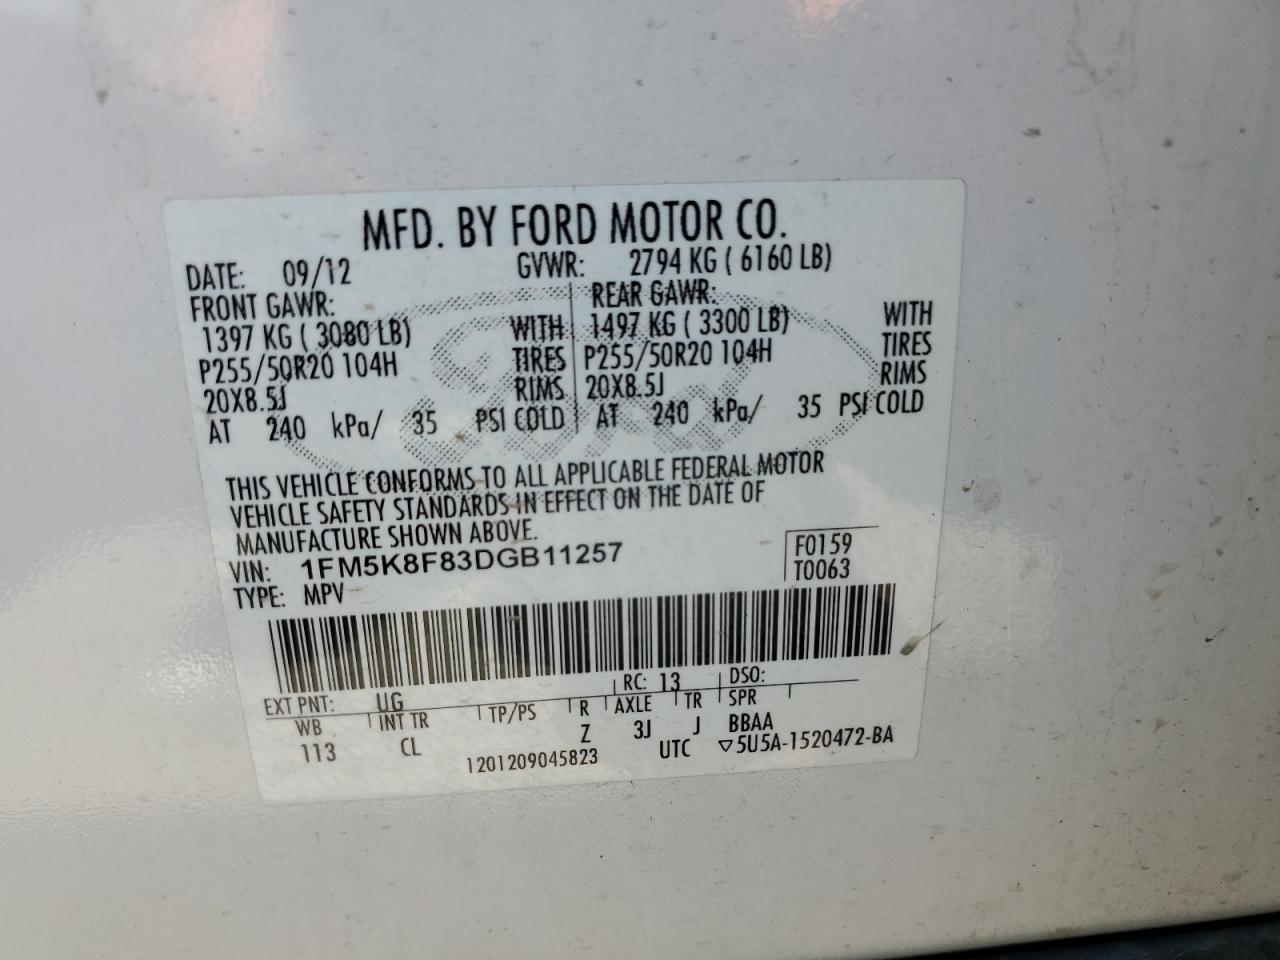 MFD. BY FORD MOTOR CO.
DATE: 09/12 GVWR: 2794 KG ( 6160 LB)
FRONT GAWR: REAR GAWR:
1397 KG ( 3080 LB) WITH 1497 KG ( 3300 LB) WITH
P255/50R20 104H TIRES P255/50R20 104H TIRES
20X8.5J RIMS 20X8.5J RIMS
AT 240 kPa/ 35 PSI COLD AT 240 kPa/ 35 PSI COLD
Ford
THIS VEHICLE CONFORMS TO ALL APPLICABLE FEDERAL MOTOR
VEHICLE SAFETY STANDARDS IN EFFECT ON THE DATE OF
MANUFACTURE SHOWN ABOVE.
VIN: 1FM5K8F83DGB11257 F0159
TYPE: MPV T0063
EXT PNT: UG RC: 13 DSO:
WB INT TR TP/PS R AXLE TR SPR
113 CL Z 3J J BBAA
1201209045823 UTC ▽5U5A-1520472-BA